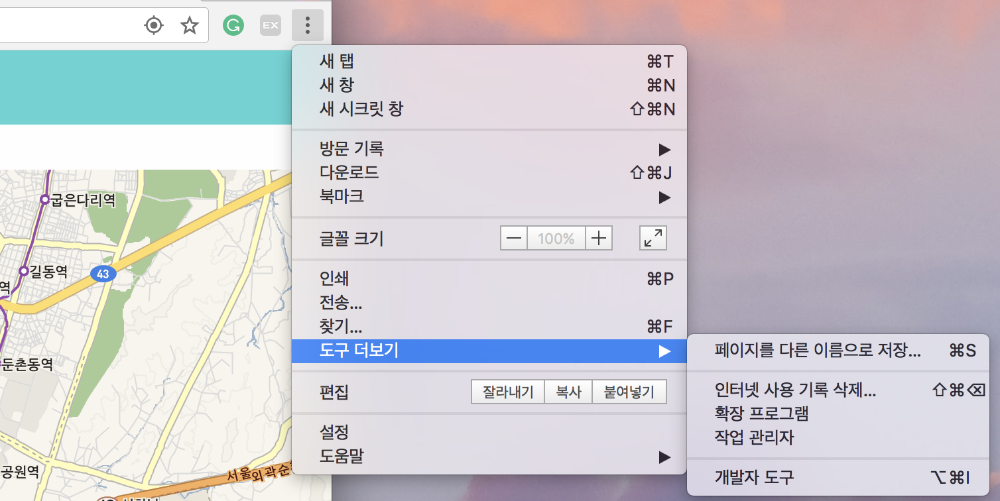 EX
새 탭 ⌘T
새 창 ⌘N
새 시크릿 창 ⇧⌘N
방문 기록 ▶
다운로드 ⇧⌘J
북마크 ▶
글꼴 크기 — 100% +
인쇄 ⌘P
전송...
찾기... ⌘F
도구 더보기 ▶
편집 잘라내기 복사 붙여넣기
설정
도움말 ▶
페이지를 다른 이름으로 저장... ⌘S
인터넷 사용 기록 삭제... ⇧⌘⌫
확장 프로그램
작업 관리자
개발자 도구 ⌥⌘I
굽은다리역
길동역
43
역
둔촌동역
공원역
서울외곽순